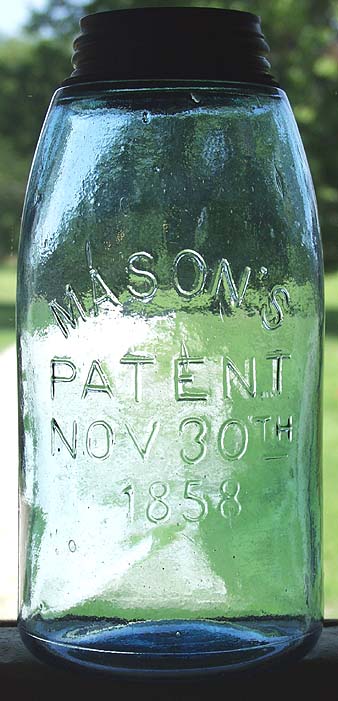 MASON'S
PATENT
NOV. 30TH
1858